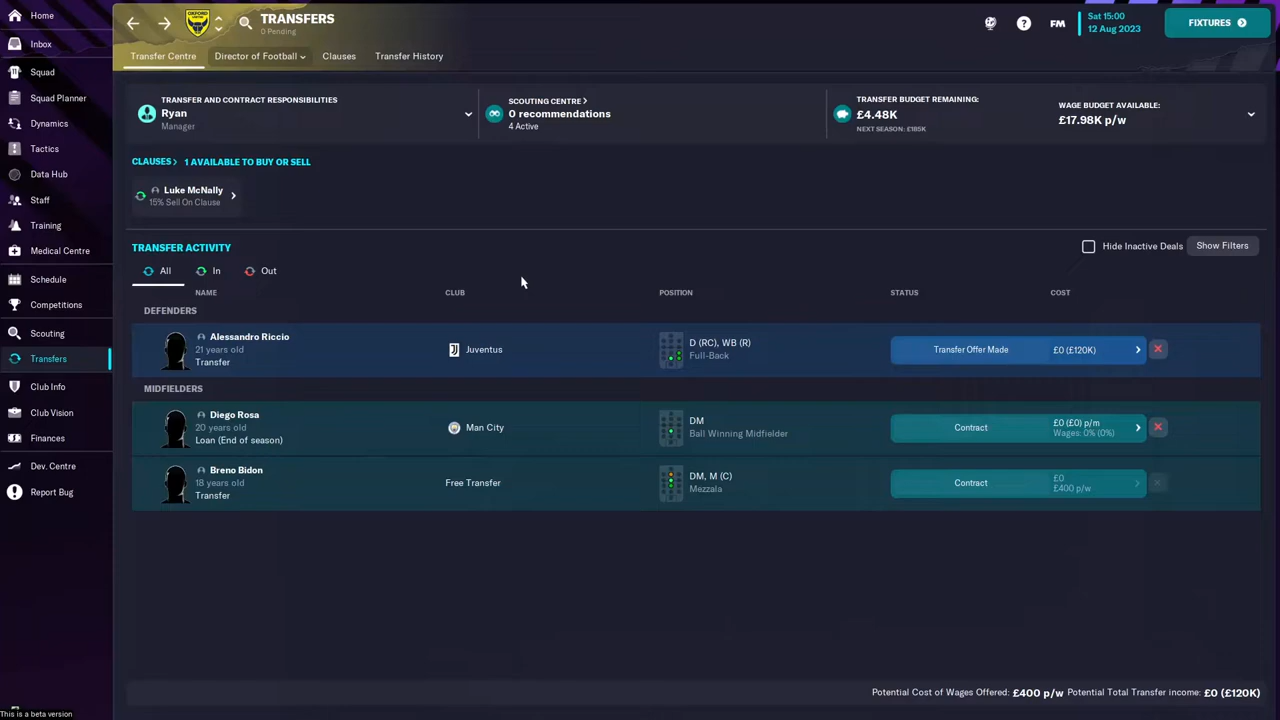 Home
Inbox
Squad
Squad Planner
Dynamics
Tactics
Data Hub
Staff
Training
Medical Centre
Schedule
Competitions
Scouting
Transfers
Club Info
Club Vision
Finances
Dev. Centre
Report Bug
This is a beta version
OXFORD UNITED
TRANSFERS
0 Pending
FM
Sat 15:00
12 Aug 2023
FIXTURES
Transfer Centre
Director of Football
Clauses
Transfer History
TRANSFER AND CONTRACT RESPONSIBILITIES
Ryan
Manager
SCOUTING CENTRE >
0 recommendations
4 Active
TRANSFER BUDGET REMAINING:
£4.48K
NEXT SEASON: £185K
WAGE BUDGET AVAILABLE:
£17.98K p/w
CLAUSES > 1 AVAILABLE TO BUY OR SELL
Luke McNally
15% Sell On Clause
TRANSFER ACTIVITY
Hide Inactive Deals
Show Filters
All In Out
NAME CLUB POSITION STATUS COST
DEFENDERS
Alessandro Riccio
21 years old
Transfer
Juventus
D (RC), WB (R)
Full-Back
Transfer Offer Made £0 (£120K)
MIDFIELDERS
Diego Rosa
20 years old
Loan (End of season)
Man City
DM
Ball Winning Midfielder
Contract
£0 (£0) p/m
Wages: 0% (0%)
Breno Bidon
18 years old
Transfer
Free Transfer
DM, M (C)
Mezzala
Contract
£0
£400 p/w
Potential Cost of Wages Offered: £400 p/w Potential Total Transfer income: £0 (£120K)